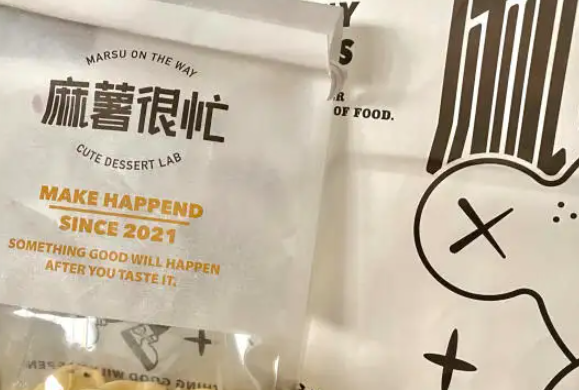 MARSU ON THE WAY
麻薯很忙
CUTE DESSERT LAB
MAKE HAPPEND
SINCE 2021
SOMETHING GOOD WILL HAPPEN
AFTER YOU TASTE IT.
OF FOOD.